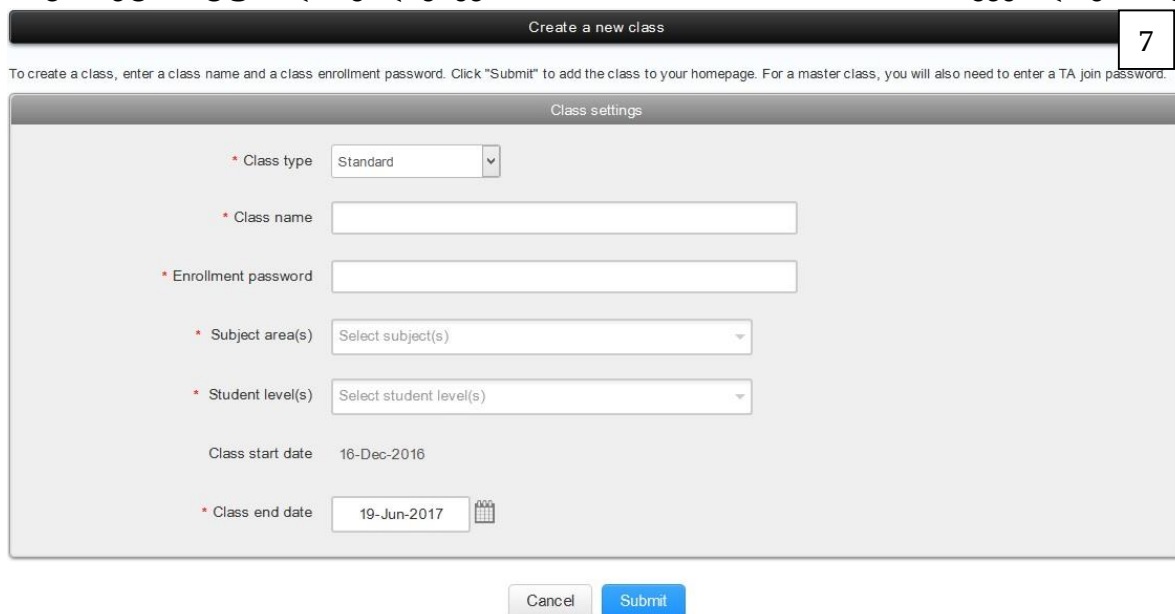 Create a new class
7
To create a class, enter a class name and a class enrollment password. Click "Submit" to add the class to your homepage. For a master class, you will also need to enter a TA join password.
Class settings
* Class type Standard
* Class name
* Enrollment password
* Subject area(s) Select subject(s)
* Student level(s) Select student level(s)
Class start date 16-Dec-2016
* Class end date 19-Jun-2017
Cancel Submit